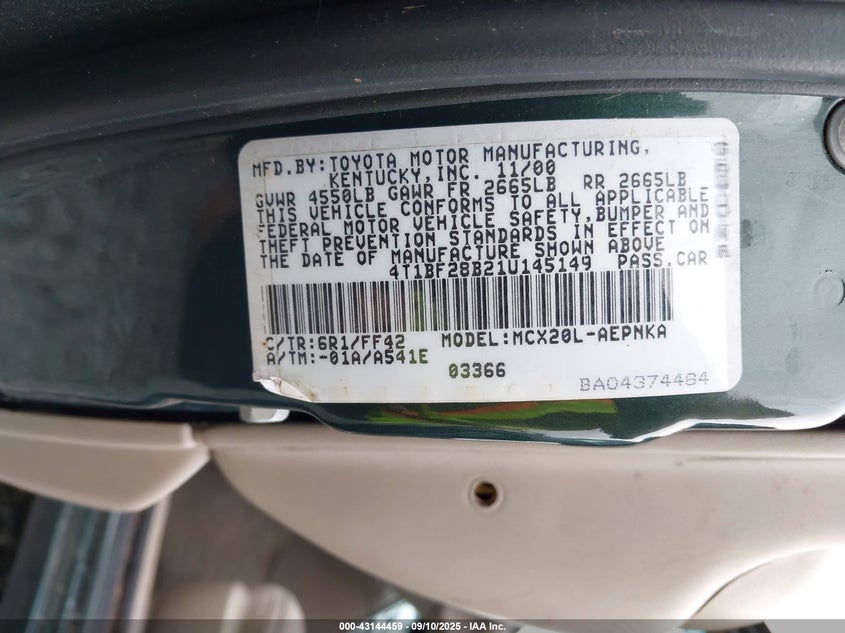 MFD.BY:TOYOTA MOTOR MANUFACTURING,
KENTUCKY,INC. 11/00
GVWR 4550LB GAWR FR 2665LB RR 2665LB
THIS VEHICLE CONFORMS TO ALL APPLICABLE
FEDERAL MOTOR VEHICLE SAFETY,BUMPER AND
THEFT PREVENTION STANDARDS IN EFFECT ON
THE DATE OF MANUFACTURE SHOWN ABOVE
4T1BF28B21U145149 PASS.CAR
C/TR:6R1/FF42 MODEL:MCX20L-AEPNKA
A/TM:-01A/A541E
03366
BA04374484
000-43144459 - 09/10/2025 - IAA Inc.